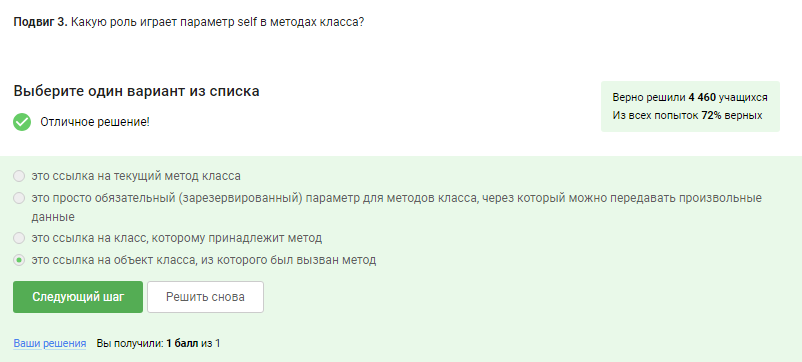 Подвиг 3. Какую роль играет параметр self в методах класса?
Выберите один вариант из списка
Отличное решение!
Верно решили 4 460 учащихся
Из всех попыток 72% верных
это ссылка на текущий метод класса
это просто обязательный (зарезервированный) параметр для методов класса, через который можно передавать произвольные
данные
это ссылка на класс, которому принадлежит метод
это ссылка на объект класса, из которого был вызван метод
Следующий шаг Решить снова
Ваши решения Вы получили: 1 балл из 1